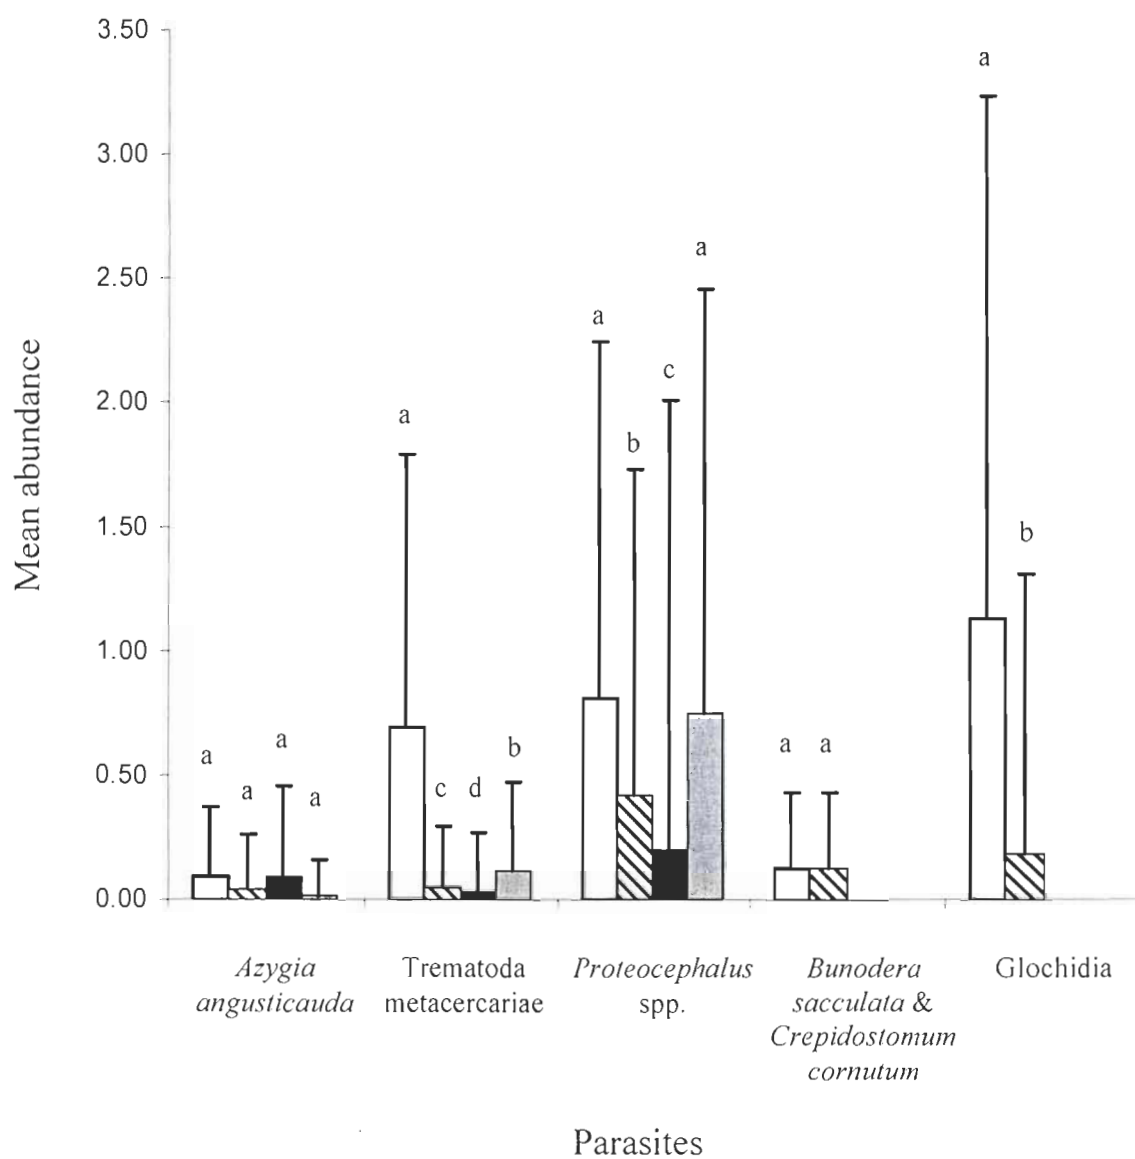 3.50
3.00
2.50
2.00
1.50
1.00
0.50
0.00
Mean abundance
a
a
a
a
a
c
d
b
a
b
c
a
a
a
a
b
Azygia
angusticauda
Trematoda
metacercariae
Proteocephalus
spp.
Bunodera
sacculata &
Crepidostomum
cornutum
Glochidia
Parasites